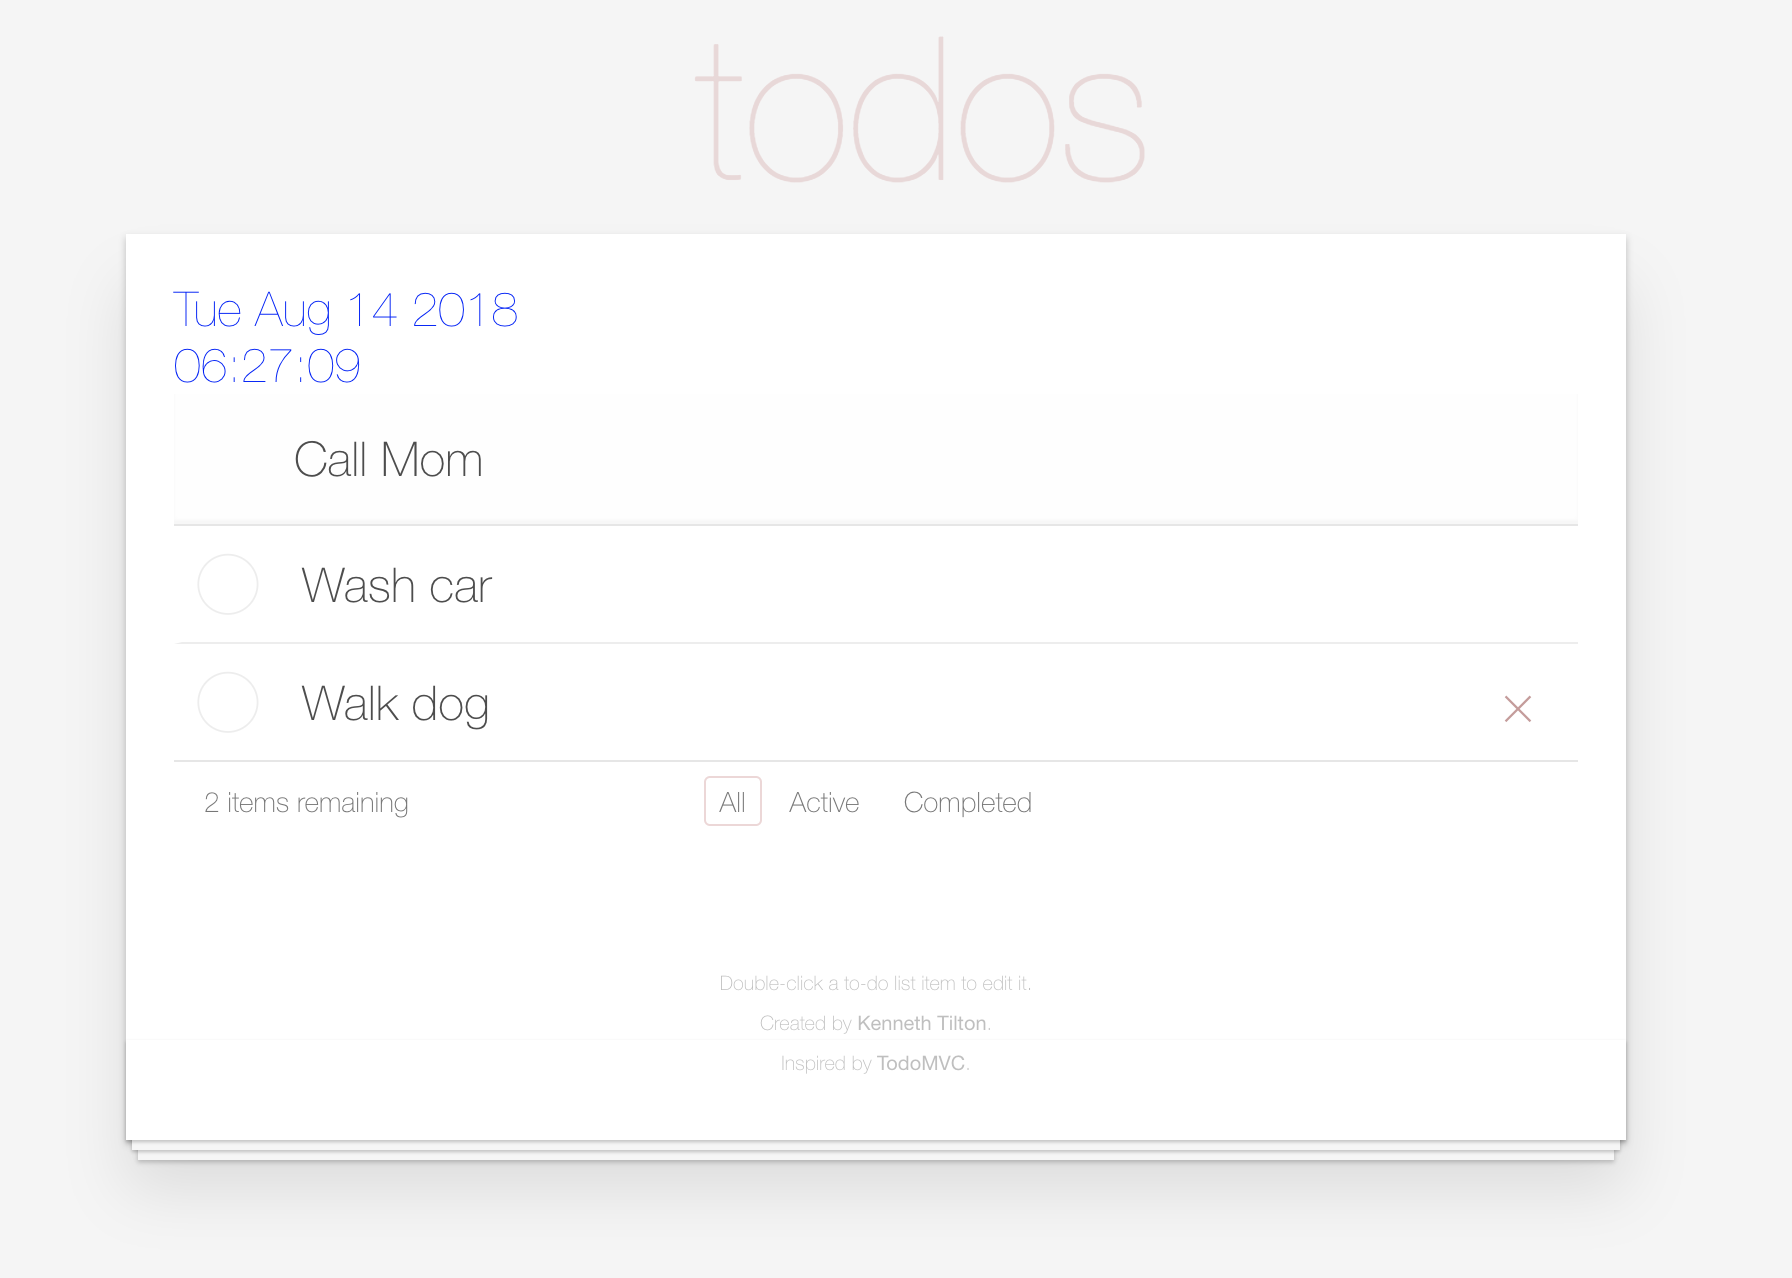 todos
Tue Aug 14 2018
06:27:09
Call Mom
Wash car
Walk dog
2 items remaining All Active Completed
Double-click a to-do list item to edit it.
Created by Kenneth Tilton.
Inspired by TodoMVC.